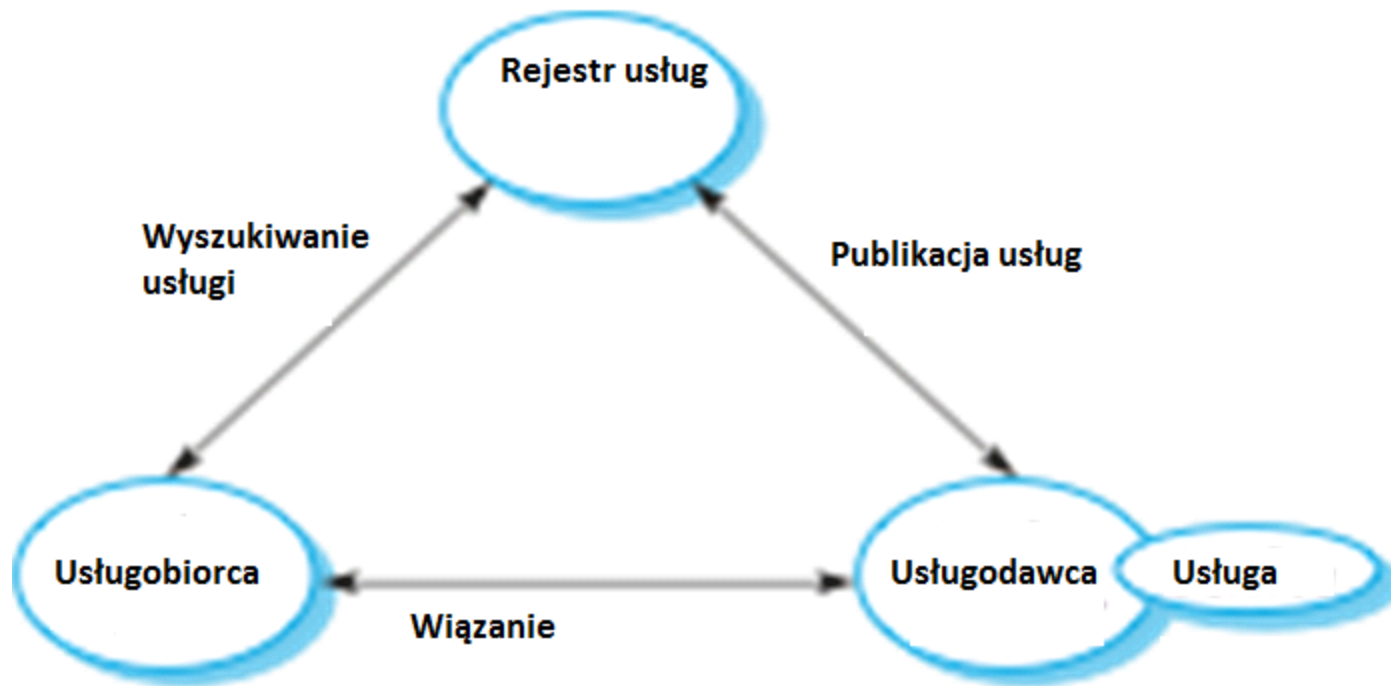 Rejestr usług
Wyszukiwanie
usługi
Publikacja usług
Usługobiorca
Usługodawca
Usługa
Wiązanie